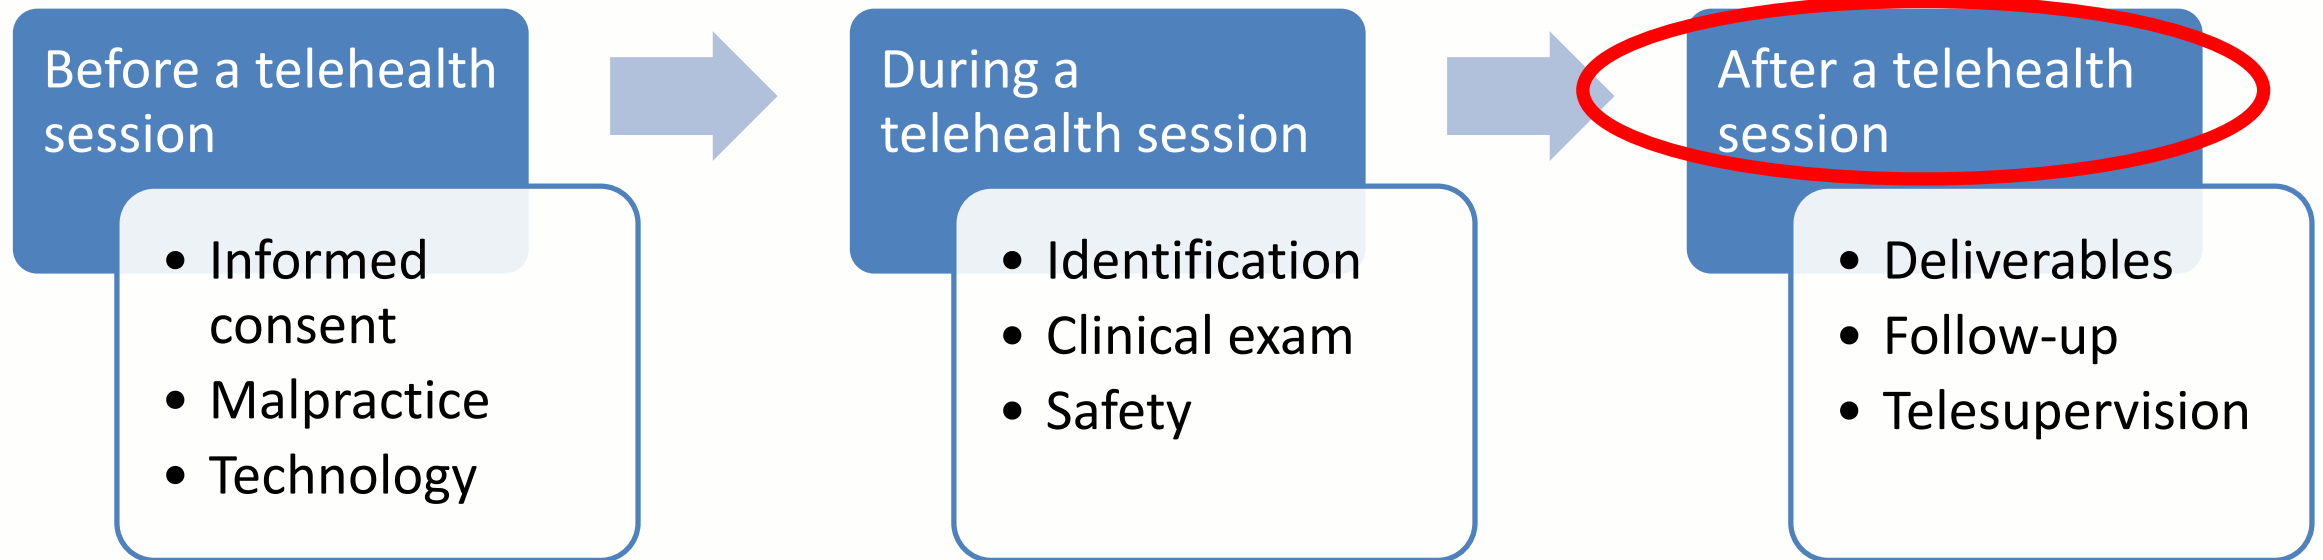 Before a telehealth
session
• Informed
consent
• Malpractice
• Technology
During a
telehealth session
• Identification
• Clinical exam
• Safety
After a telehealth
session
• Deliverables
• Follow-up
• Telesupervision